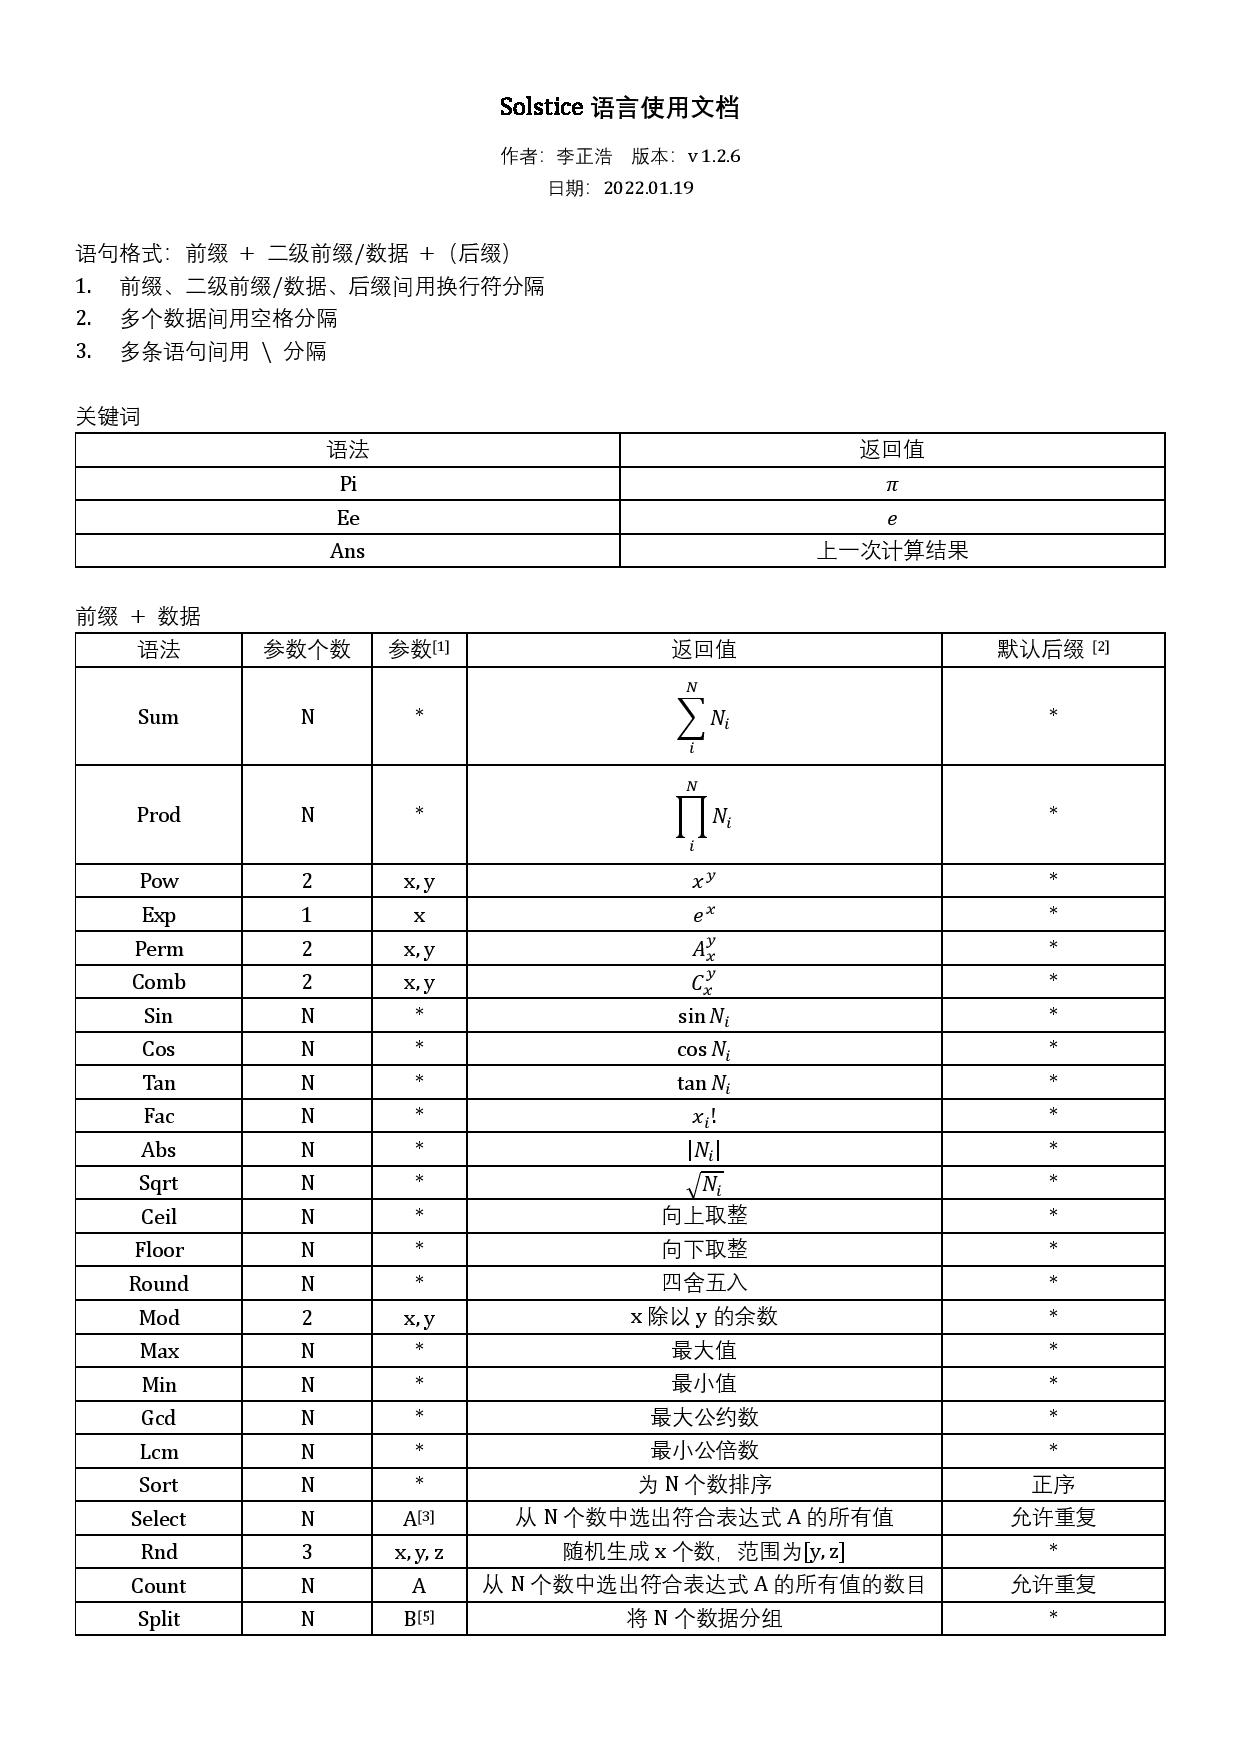 Solstice 语言使用文档
作者：李正浩 版本：v 1.2.6
日期：2022.01.19
语句格式：前缀 + 二级前缀/数据 +（后缀）
1. 前缀、二级前缀/数据、后缀间用换行符分隔
2. 多个数据间用空格分隔
3. 多条语句间用 \ 分隔
关键词
语法 返回值
Pi π
Ee e
Ans 上一次计算结果
前缀 + 数据
语法 参数个数 参数[1] 返回值 默认后缀 [2]
Sum N * ∑_i^N N_i *
Prod N * ∏_i^N N_i *
Pow 2 x, y x^y *
Exp 1 x e^x *
Perm 2 x, y A_x^y *
Comb 2 x, y C_x^y *
Sin N * sin N_i *
Cos N * cos N_i *
Tan N * tan N_i *
Fac N * x_i! *
Abs N * |N_i| *
Sqrt N * √N_i *
Ceil N * 向上取整 *
Floor N * 向下取整 *
Round N * 四舍五入 *
Mod 2 x, y x 除以 y 的余数 *
Max N * 最大值 *
Min N * 最小值 *
Gcd N * 最大公约数 *
Lcm N * 最小公倍数 *
Sort N * 为 N 个数排序 正序
Select N A[3] 从 N 个数中选出符合表达式 A 的所有值 允许重复
Rnd 3 x, y, z 随机生成 x 个数，范围为[y, z] *
Count N A 从 N 个数中选出符合表达式 A 的所有值的数目 允许重复
Split N B[5] 将 N 个数据分组 *